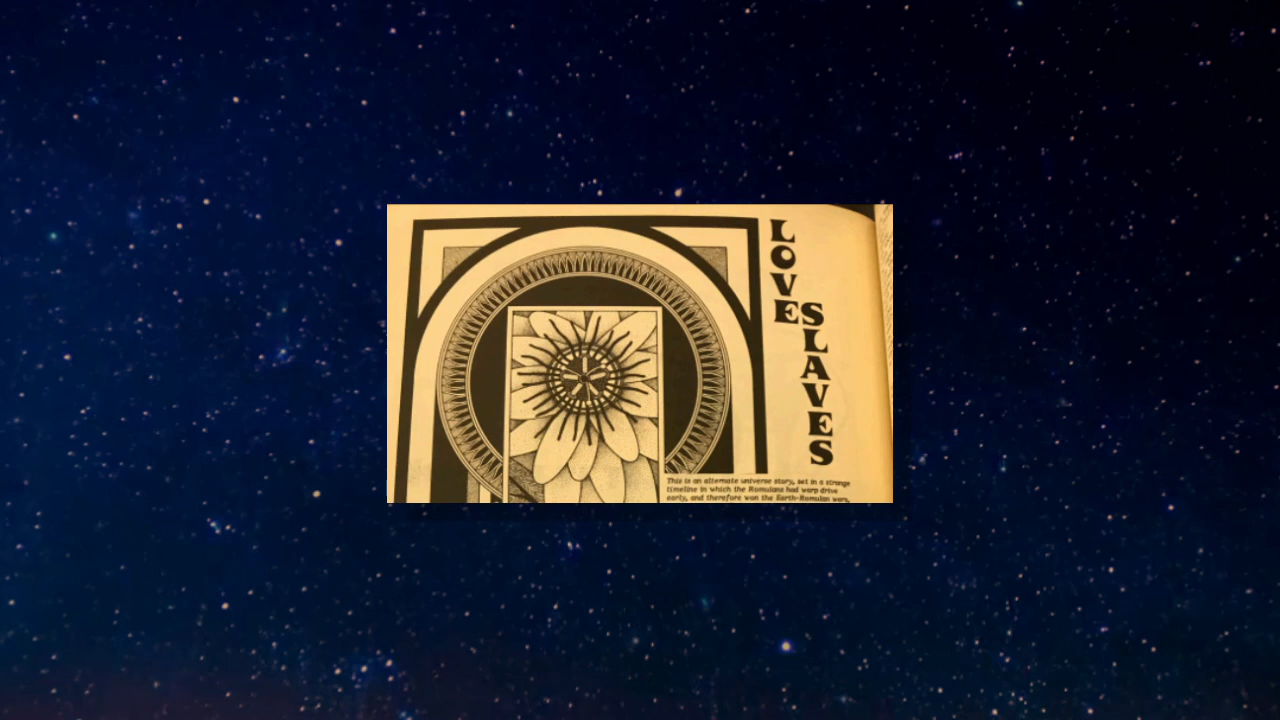 LOVE
SLAVES
This is an alternate universe story, set in a strange
timeline in which the Romulans had warp drive
early, and therefore won the Earth-Romulan wars,